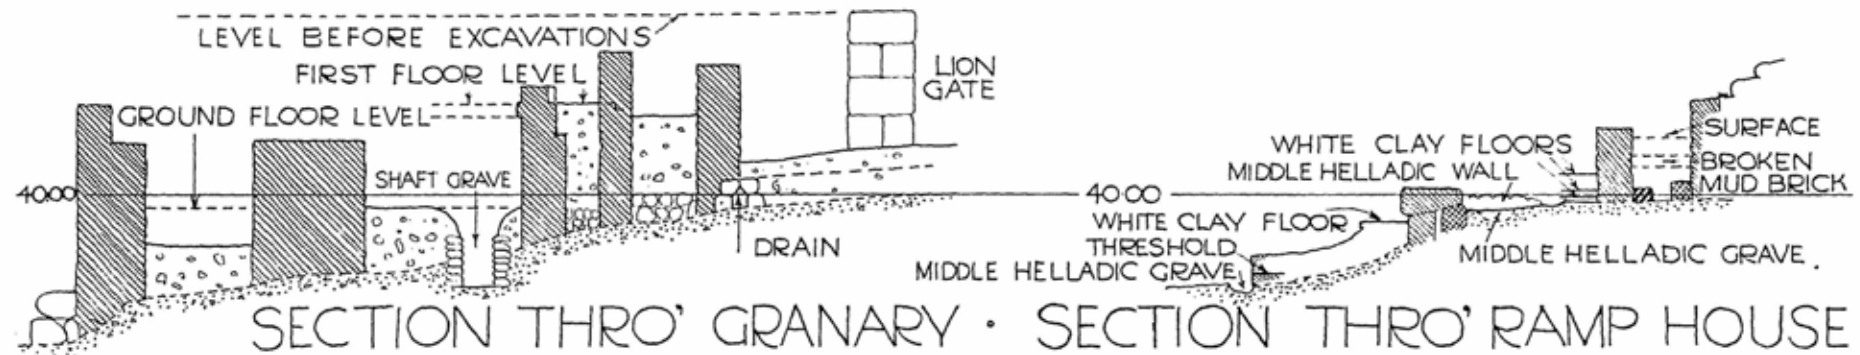 LEVEL BEFORE EXCAVATIONS
FIRST FLOOR LEVEL
GROUND FLOOR LEVEL
LION
GATE
SHAFT GRAVE
40.00
DRAIN
SECTION THRO' GRANARY · SECTION THRO' RAMP HOUSE
WHITE CLAY FLOORS
MIDDLE HELLADIC WALL
SURFACE
BROKEN
MUD BRICK
40.00
WHITE CLAY FLOOR
THRESHOLD
MIDDLE HELLADIC GRAVE
MIDDLE HELLADIC GRAVE.